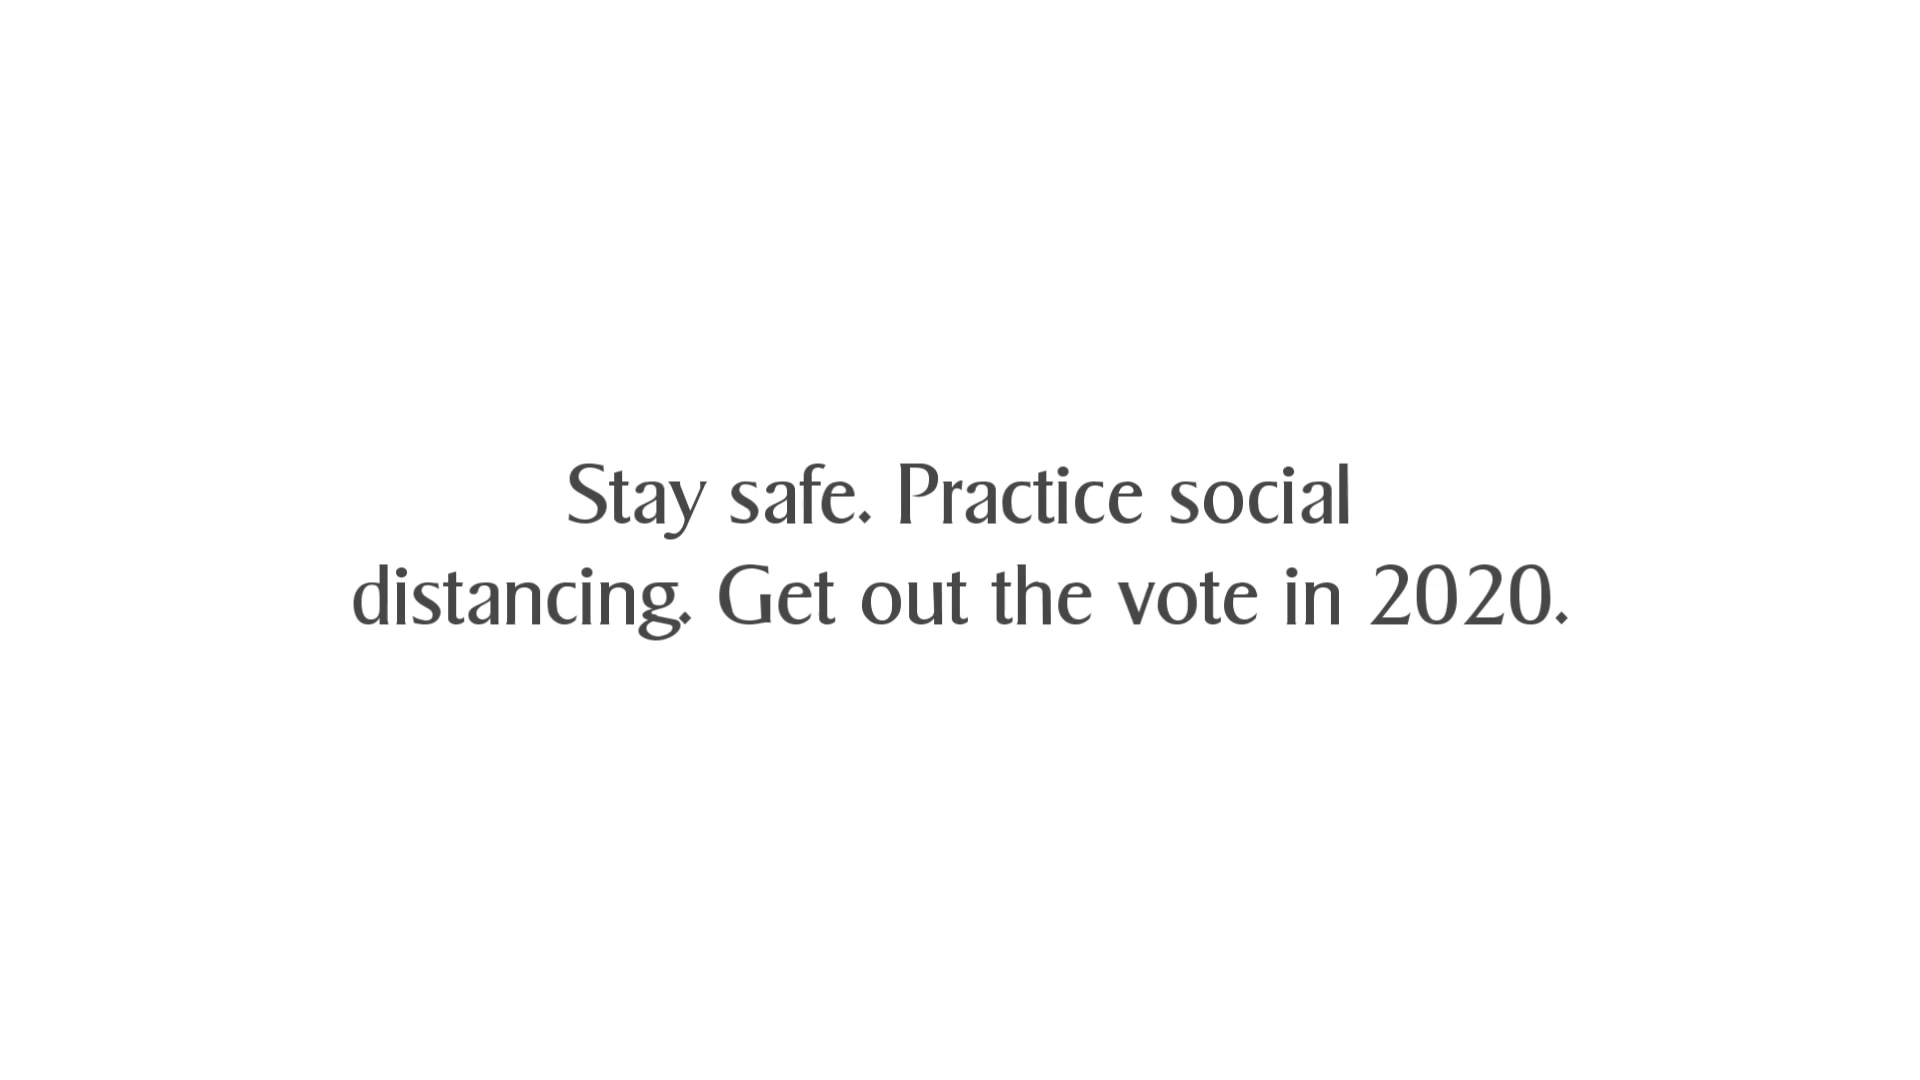 Stay safe. Practice social
distancing. Get out the vote in 2020.